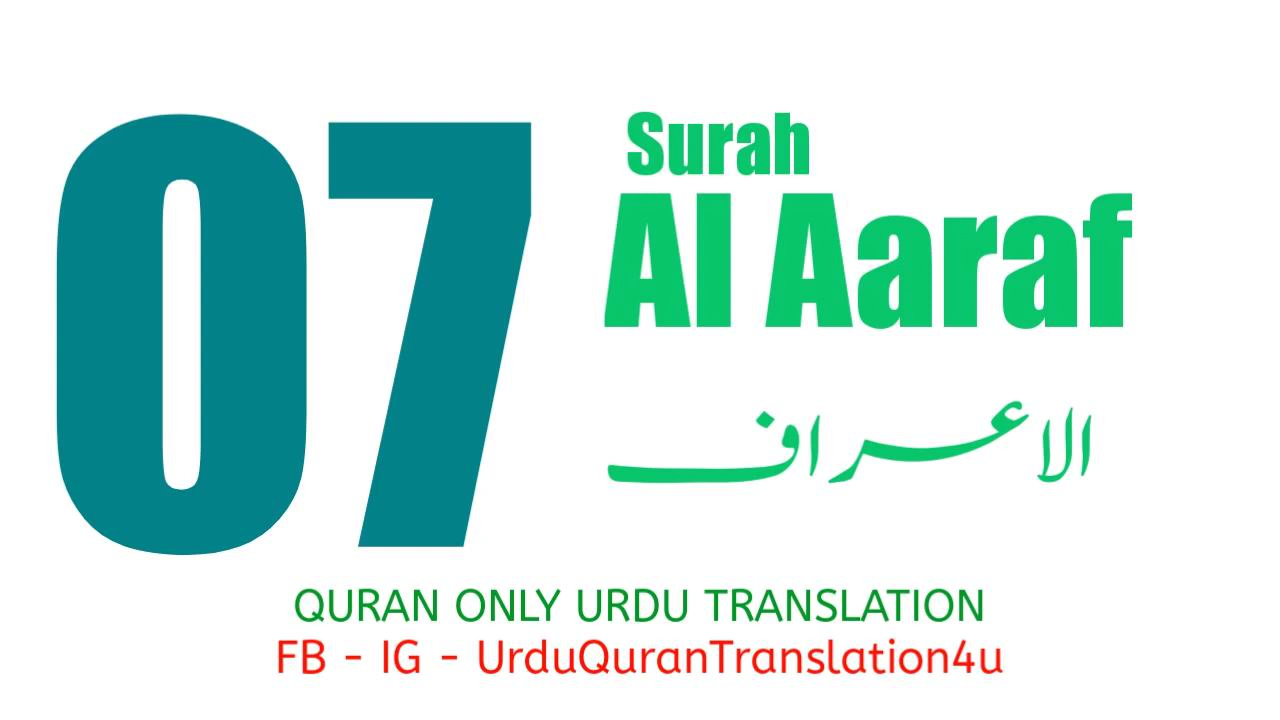 07
Surah
Al Aaraf
الاعراف
QURAN ONLY URDU TRANSLATION
FB - IG - UrduQuranTranslation4u